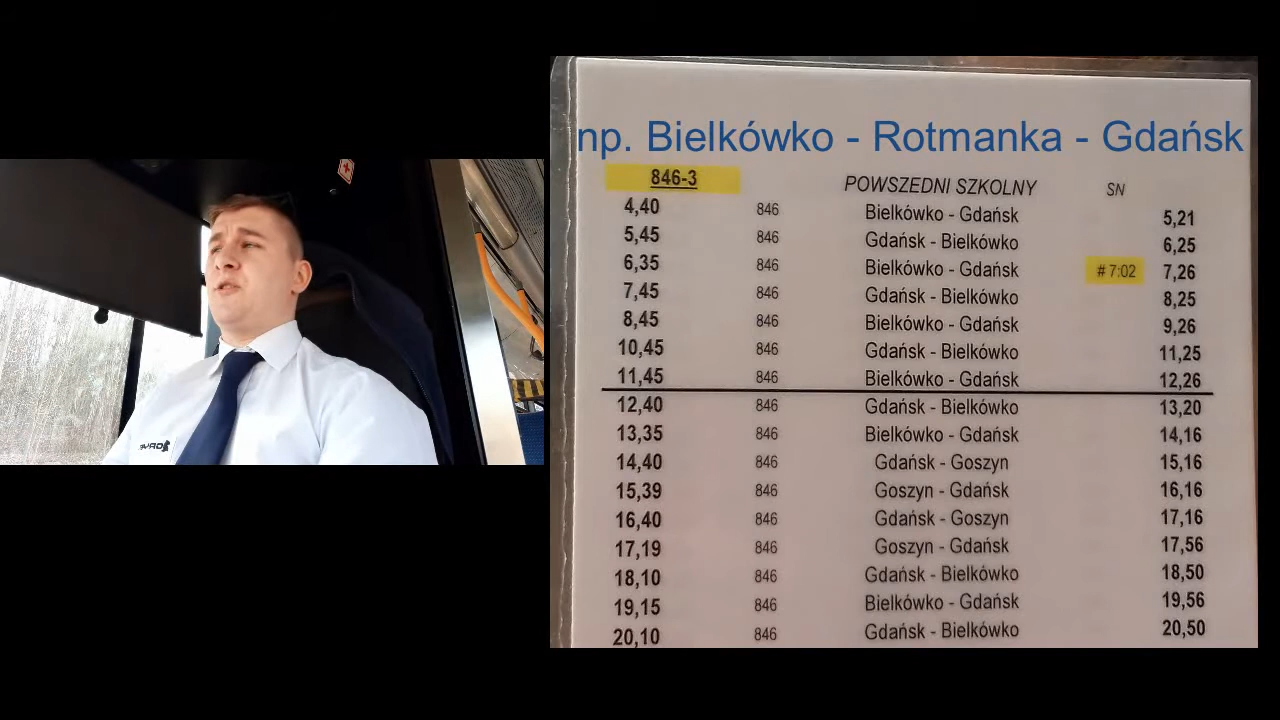 np. Bielkówko - Rotmanka - Gdańsk
846-3 POWSZEDNI SZKOLNY SN
4,40 846 Bielkówko - Gdańsk 5,21
5,45 846 Gdańsk - Bielkówko 6,25
6,35 846 Bielkówko - Gdańsk # 7:02 7,26
7,45 846 Gdańsk - Bielkówko 8,25
8,45 846 Bielkówko - Gdańsk 9,26
10,45 846 Gdańsk - Bielkówko 11,25
11,45 846 Bielkówko - Gdańsk 12,26
12,40 846 Gdańsk - Bielkówko 13,20
13,35 846 Bielkówko - Gdańsk 14,16
14,40 846 Gdańsk - Goszyn 15,16
15,39 846 Goszyn - Gdańsk 16,16
16,40 846 Gdańsk - Goszyn 17,16
17,19 846 Goszyn - Gdańsk 17,56
18,10 846 Gdańsk - Bielkówko 18,50
19,15 846 Bielkówko - Gdańsk 19,56
20,10 846 Gdańsk - Bielkówko 20,50